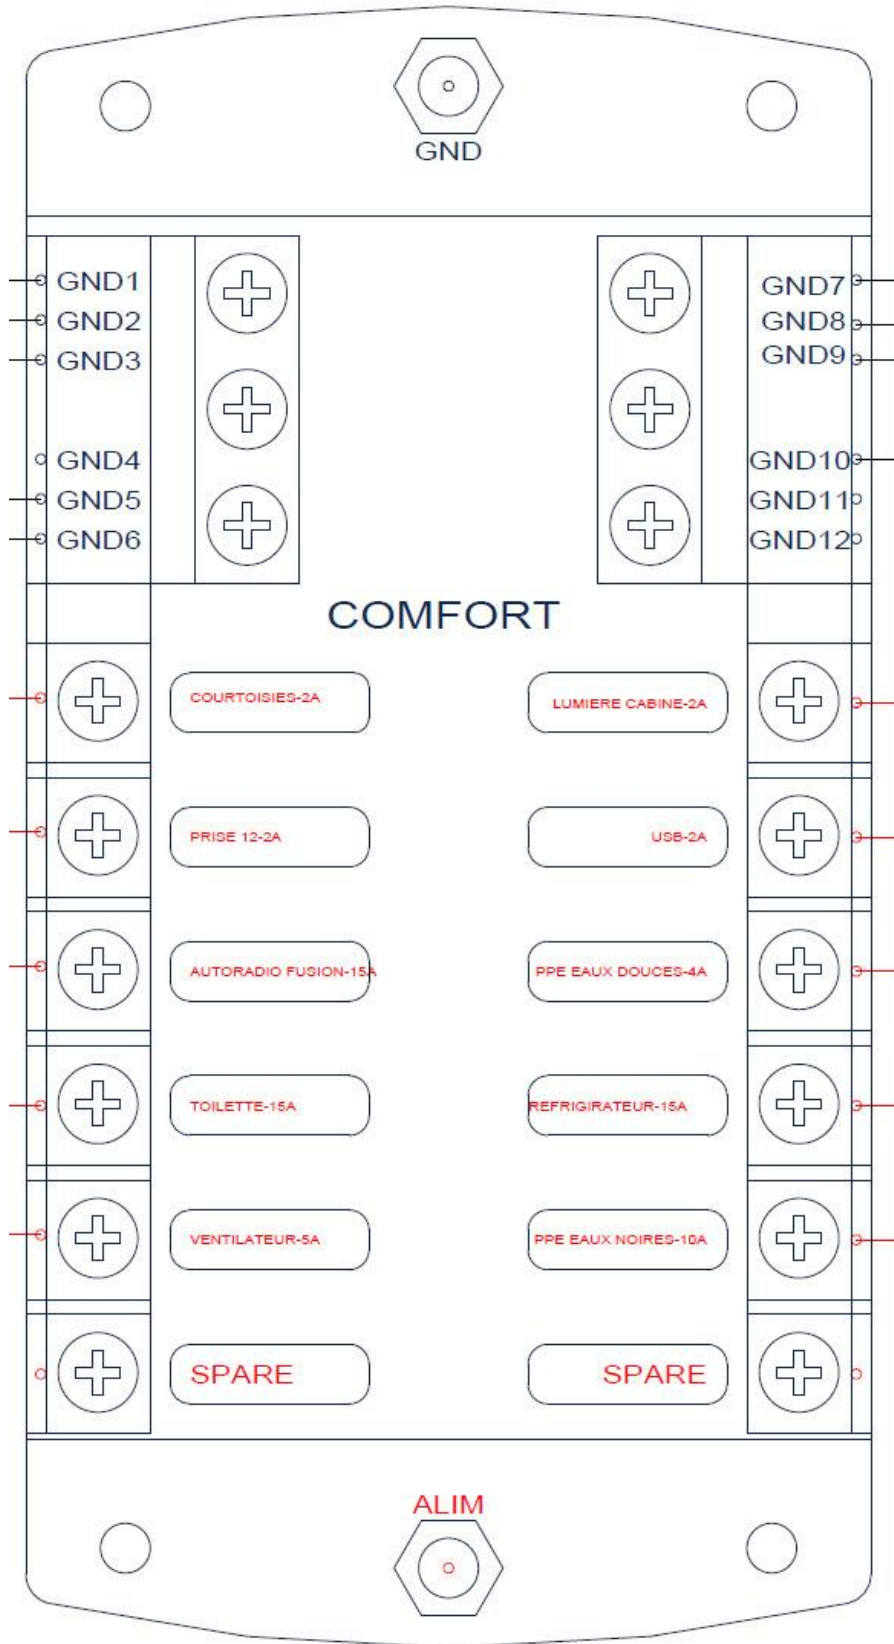 GND
GND1
GND2
GND3
GND4
GND5
GND6
GND7
GND8
GND9
GND10
GND11
GND12
COMFORT
COURTOISIES-2A
LUMIERE CABINE-2A
PRISE 12-2A
USB-2A
AUTORADIO FUSION-15A
PPE EAUX DOUCES-4A
TOILETTE-15A
REFRIGIRATEUR-15A
VENTILATEUR-5A
PPE EAUX NOIRES-10A
SPARE
SPARE
ALIM